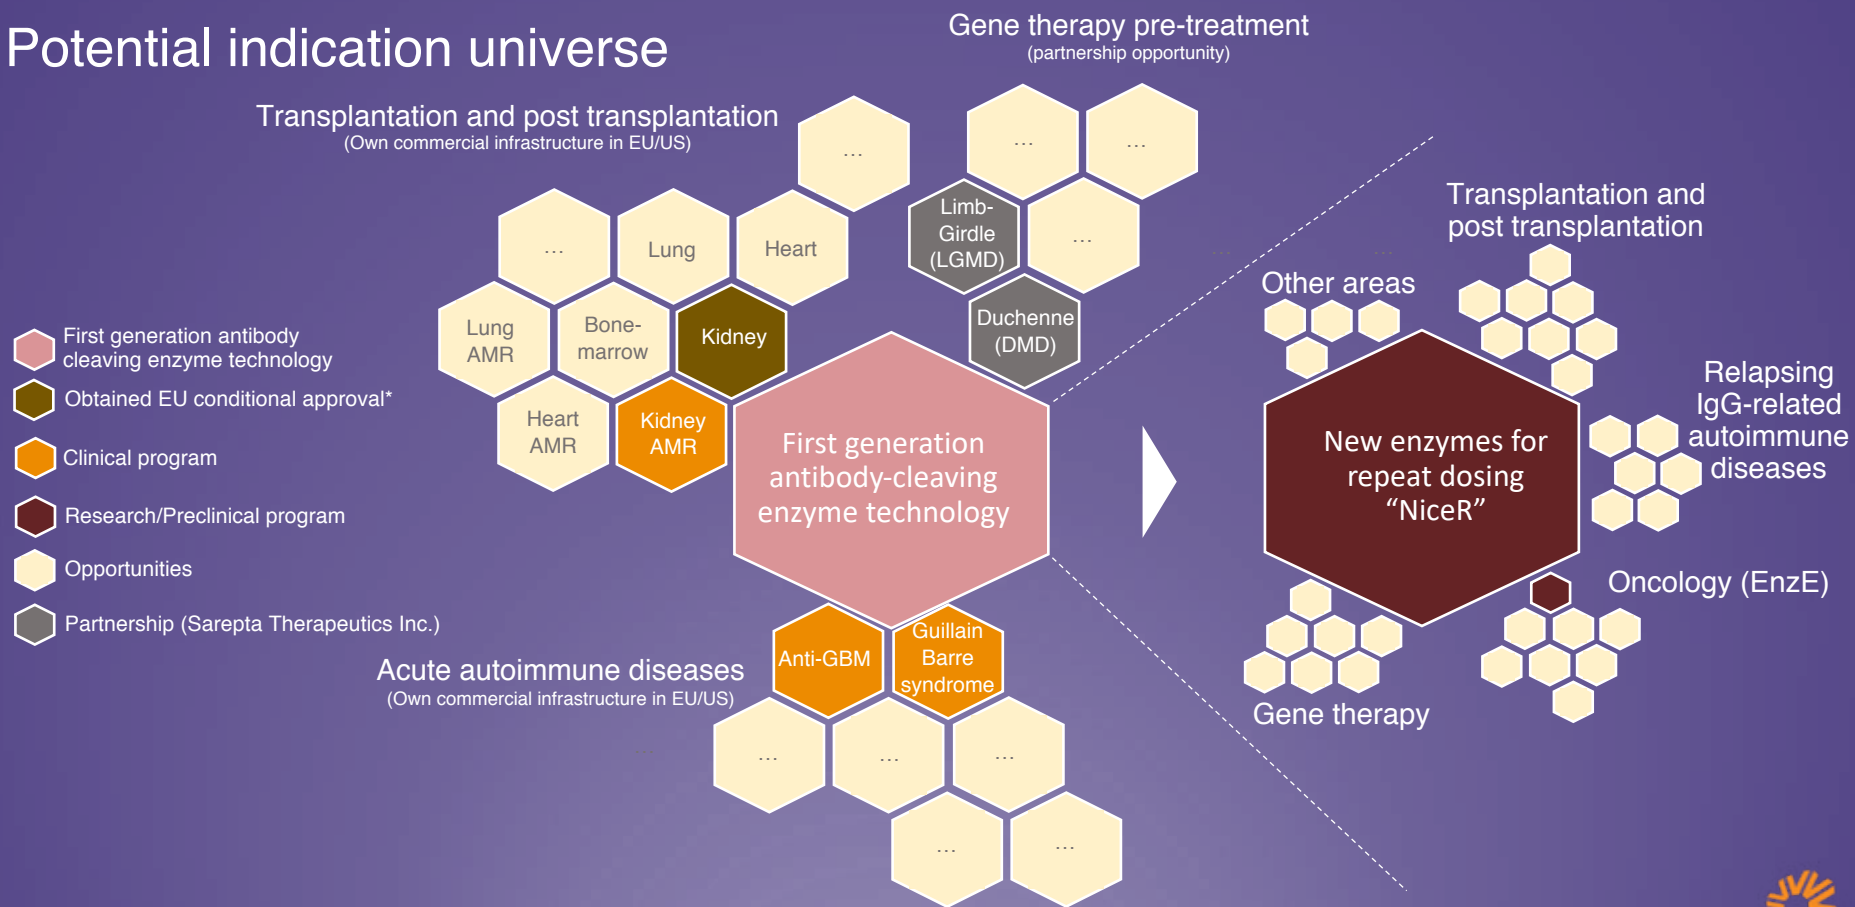 Potential indication universe
Gene therapy pre-treatment
(partnership opportunity)
Transplantation and post transplantation
(Own commercial infrastructure in EU/US)
...
...
...
Limb-
Girdle
(LGMD)
...
...
Lung
Heart
Duchenne
(DMD)
Lung
AMR
Bone-
marrow
Kidney
Heart
AMR
Kidney
AMR
First generation antibody
cleaving enzyme technology
Obtained EU conditional approval*
Clinical program
Research/Preclinical program
Opportunities
Partnership (Sarepta Therapeutics Inc.)
First generation
antibody-cleaving
enzyme technology
Acute autoimmune diseases
(Own commercial infrastructure in EU/US)
Anti-GBM
Guillain
Barre
syndrome
...
...
...
...
...
...
...
Transplantation and
post transplantation
Other areas
New enzymes for
repeat dosing
“NiceR”
Relapsing
IgG-related
autoimmune
diseases
Oncology (EnzE)
Gene therapy